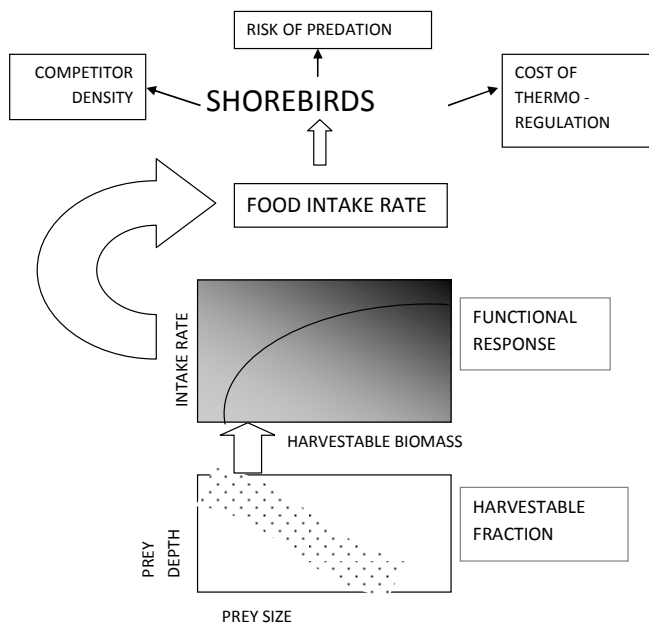 RISK OF PREDATION
COMPETITOR
DENSITY
SHOREBIRDS
COST OF
THERMO -
REGULATION
FOOD INTAKE RATE
INTAKE RATE
FUNCTIONAL
RESPONSE
HARVESTABLE BIOMASS
PREY
DEPTH
HARVESTABLE
FRACTION
PREY SIZE